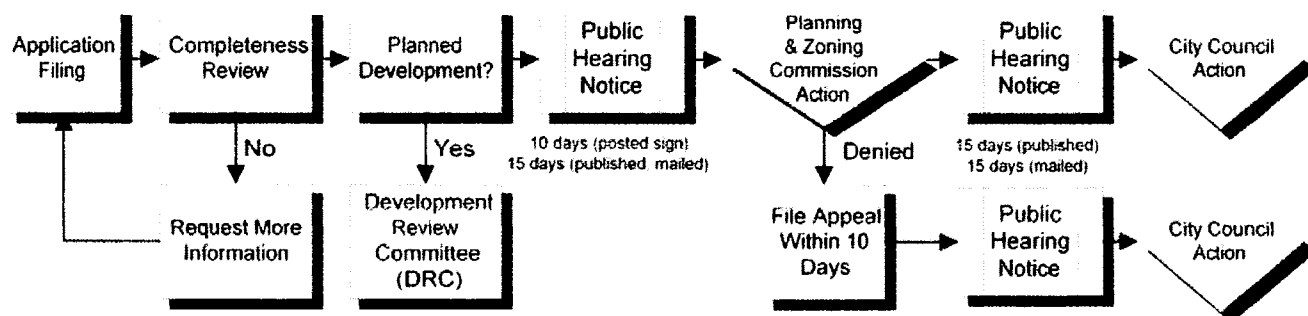 Application
Filing
Completeness
Review
Planned
Development?
Public
Hearing
Notice
Planning
& Zoning
Commission
Action
Public
Hearing
Notice
City Council
Action
No
Yes
10 days (posted sign)
15 days (published, mailed)
Denied
15 days (published)
15 days (mailed)
Request More
Information
Development
Review
Committee
(DRC)
File Appeal
Within 10
Days
Public
Hearing
Notice
City Council
Action